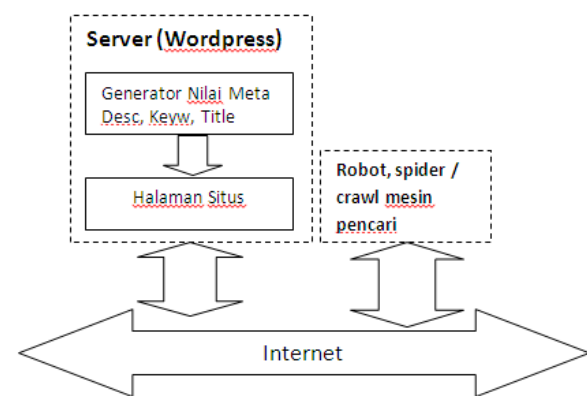 Server (Wordpress)
Generator Nilai Meta
Desc, Keyw, Title
Halaman Situs
Robot, spider /
crawl mesin
pencari
Internet